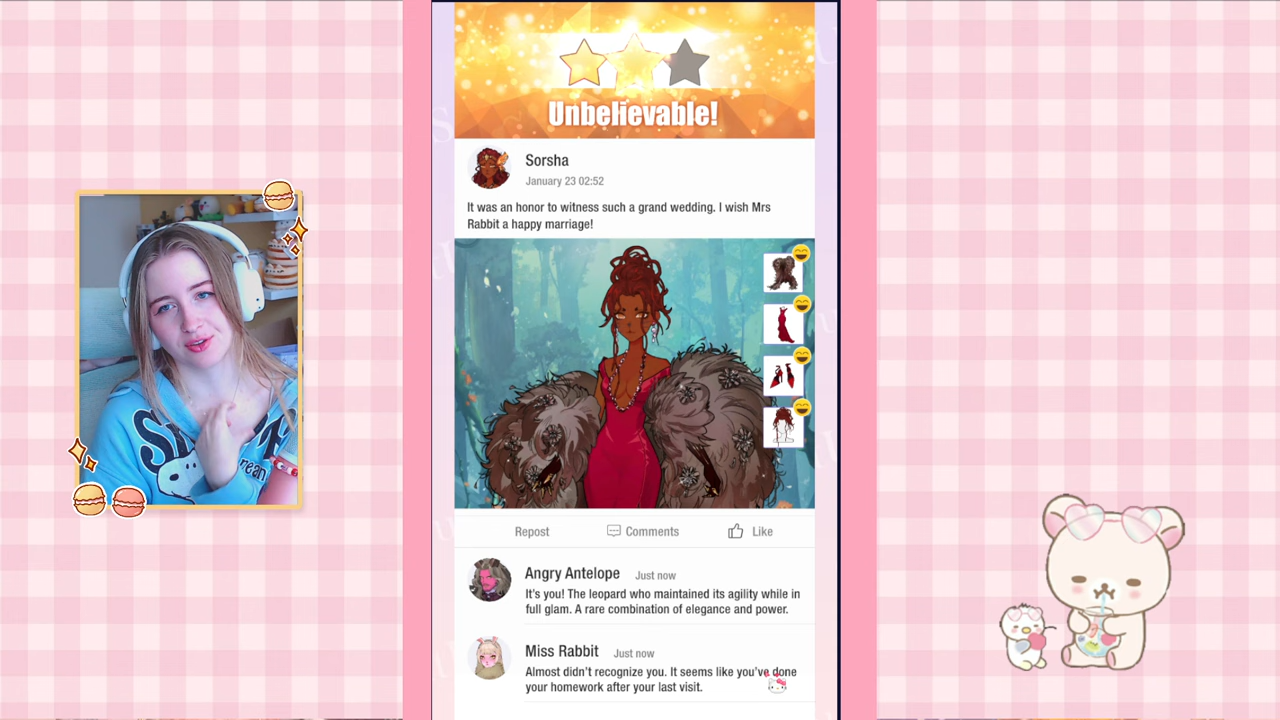 Unbelievable!
Sorsha
January 23 02:52
It was an honor to witness such a grand wedding. I wish Mrs
Rabbit a happy marriage!
Repost
Comments
Like
Angry Antelope
Just now
It's you! The leopard who maintained its agility while in
full glam. A rare combination of elegance and power.
Miss Rabbit
Just now
Almost didn't recognize you. It seems like you've done
your homework after your last visit.